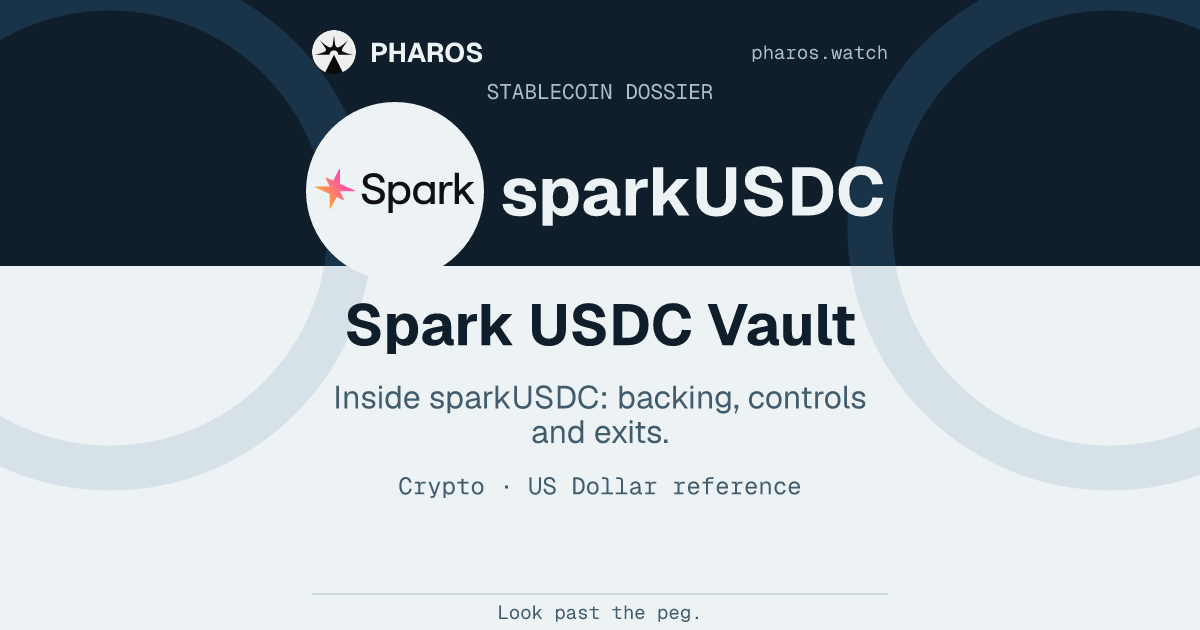 PHAROS
pharos.watch
STABLECOIN DOSSIER
Spark
sparkUSDC
Spark USDC Vault
Inside sparkUSDC: backing, controls
and exits.
Crypto · US Dollar reference
Look past the peg.